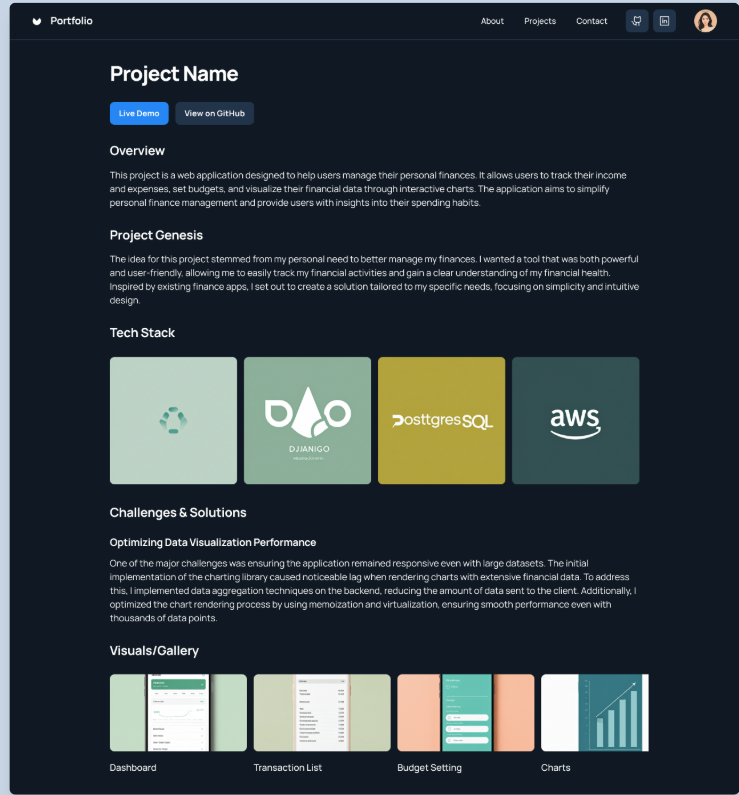 Portfolio
About Projects Contact
in
Project Name
Live Demo View on GitHub
Overview
This project is a web application designed to help users manage their personal finances. It allows users to track their income
and expenses, set budgets, and visualize their financial data through interactive charts. The application aims to simplify
personal finance management and provide users with insights into their spending habits.
Project Genesis
The idea for this project stemmed from my personal need to better manage my finances. I wanted a tool that was both powerful
and user-friendly, allowing me to easily track my financial activities and gain a clear understanding of my financial health.
Inspired by existing finance apps, I set out to create a solution tailored to my specific needs, focusing on simplicity and intuitive
design.
Tech Stack
DJJANIGO
PosttgresSQL
aws
Challenges & Solutions
Optimizing Data Visualization Performance
One of the major challenges was ensuring the application remained responsive even with large datasets. The initial
implementation of the charting library caused noticeable lag when rendering charts with extensive financial data. To address
this, I implemented data aggregation techniques on the backend, reducing the amount of data sent to the client. Additionally, I
optimized the chart rendering process by using memoization and virtualization, ensuring smooth performance even with
thousands of data points.
Visuals/Gallery
Dashboard Transaction List Budget Setting Charts